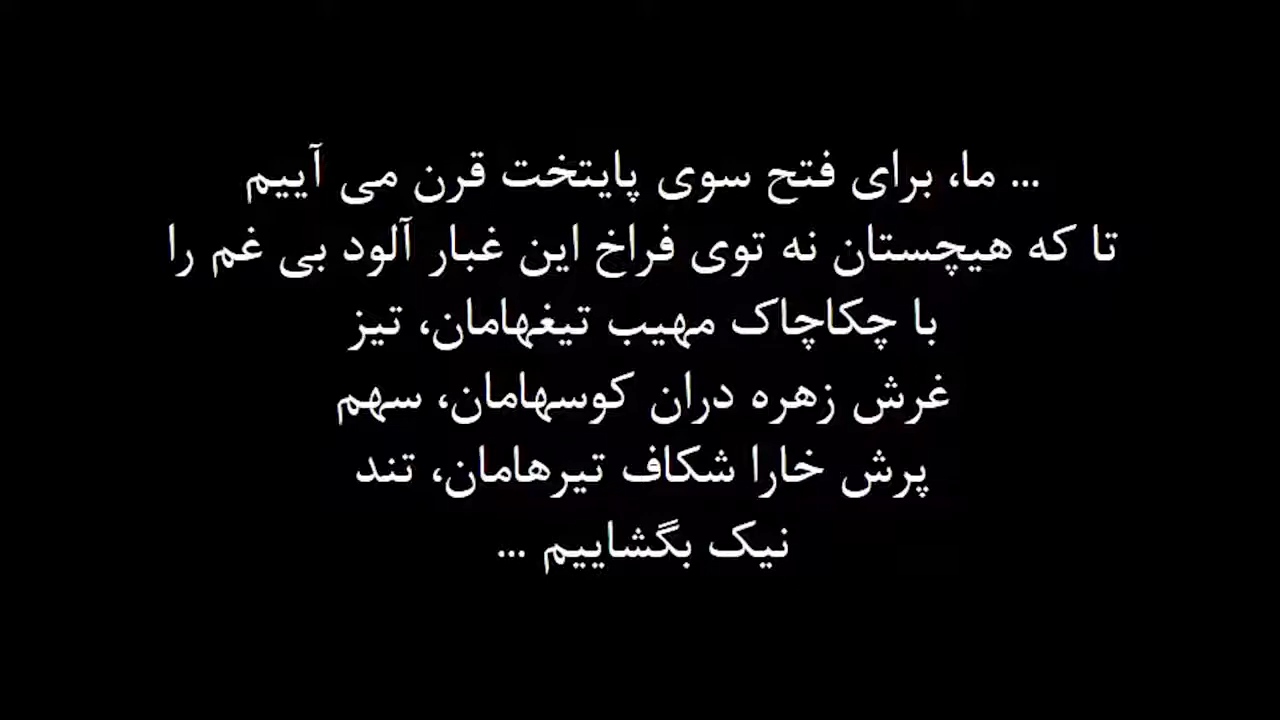 ... ما، برای فتح سوی پایتخت قرن می آییم
تا که هیچستان نه توی فراخ این غبار آلود بی غم را
با چکاچاک مهیب تیغهامان، تیز
غرش زهره دران کوسهامان، سهم
پرش خارا شکاف تیرهامان، تند
نیک بگشاییم ...